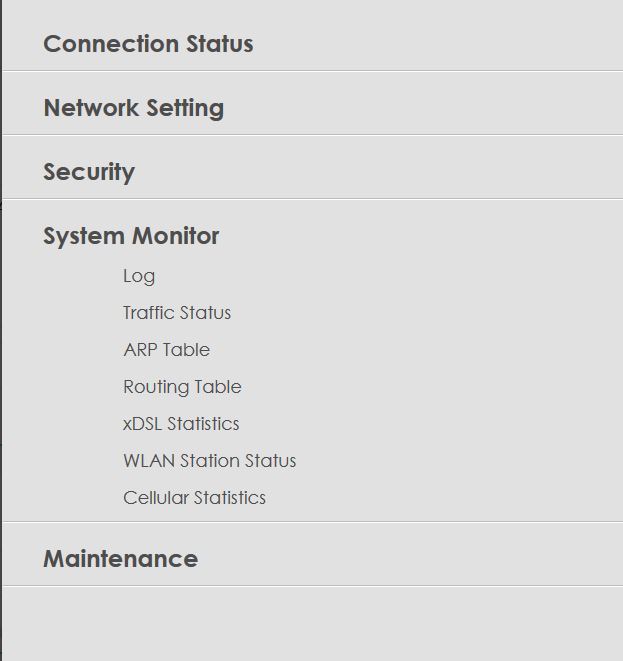 Connection Status
Network Setting
Security
System Monitor
Log
Traffic Status
ARP Table
Routing Table
xDSL Statistics
WLAN Station Status
Cellular Statistics
Maintenance